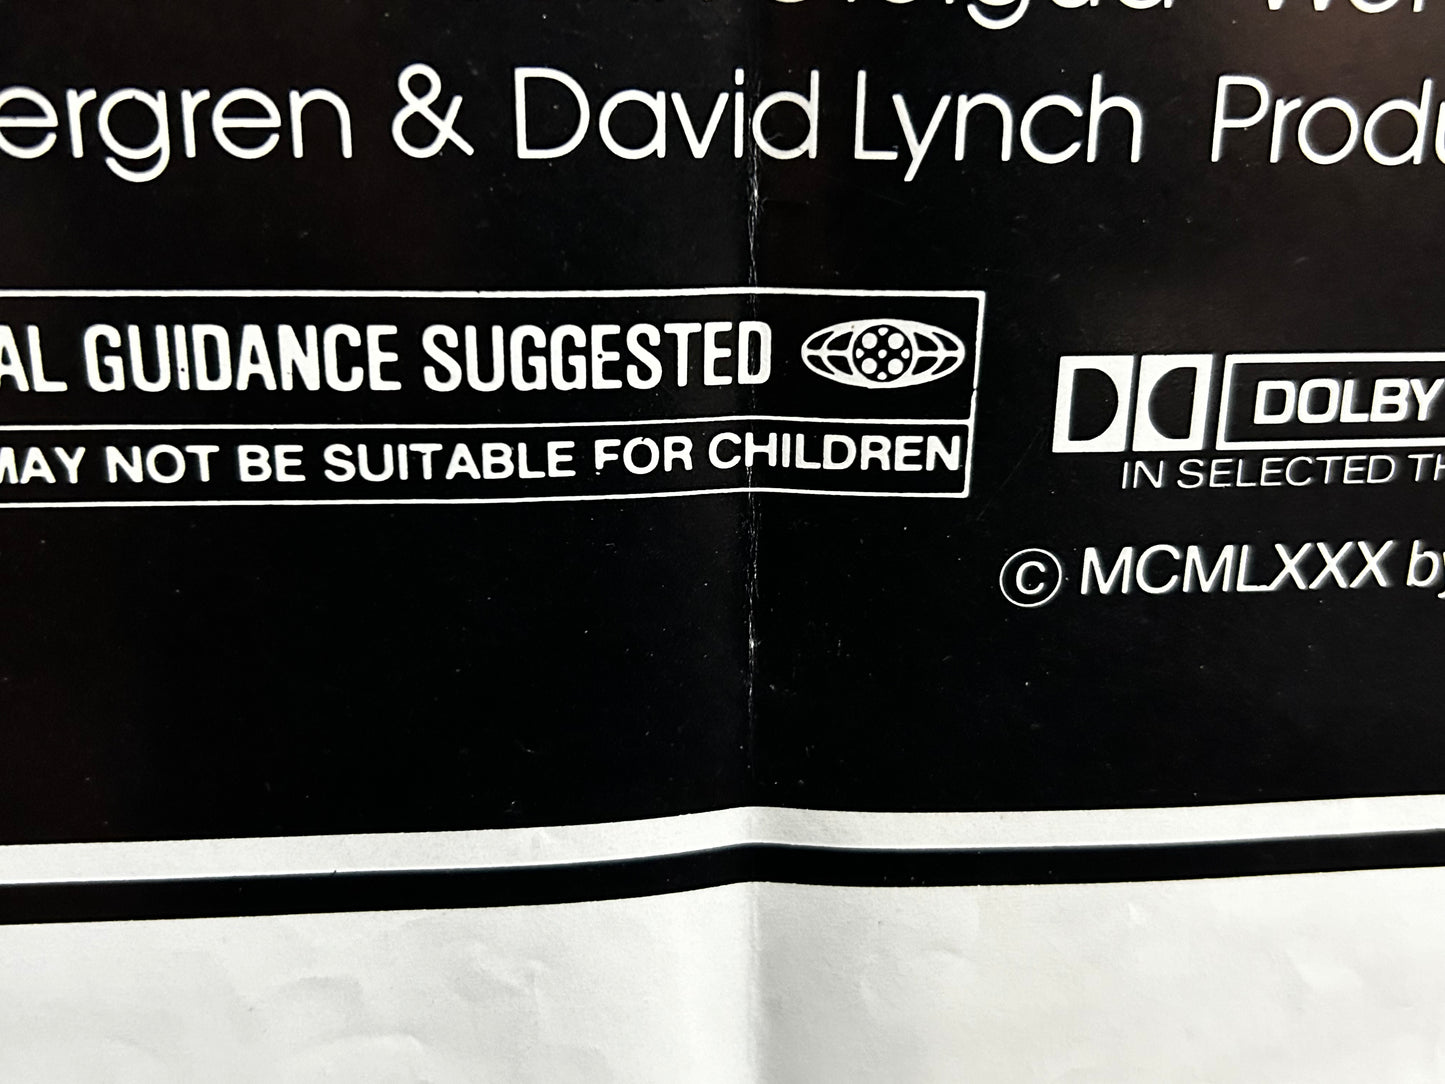 ergren & David Lynch Produ
AL GUIDANCE SUGGESTED
MAY NOT BE SUITABLE FOR CHILDREN
DOLBY
IN SELECTED TH
© MCMLXXX by